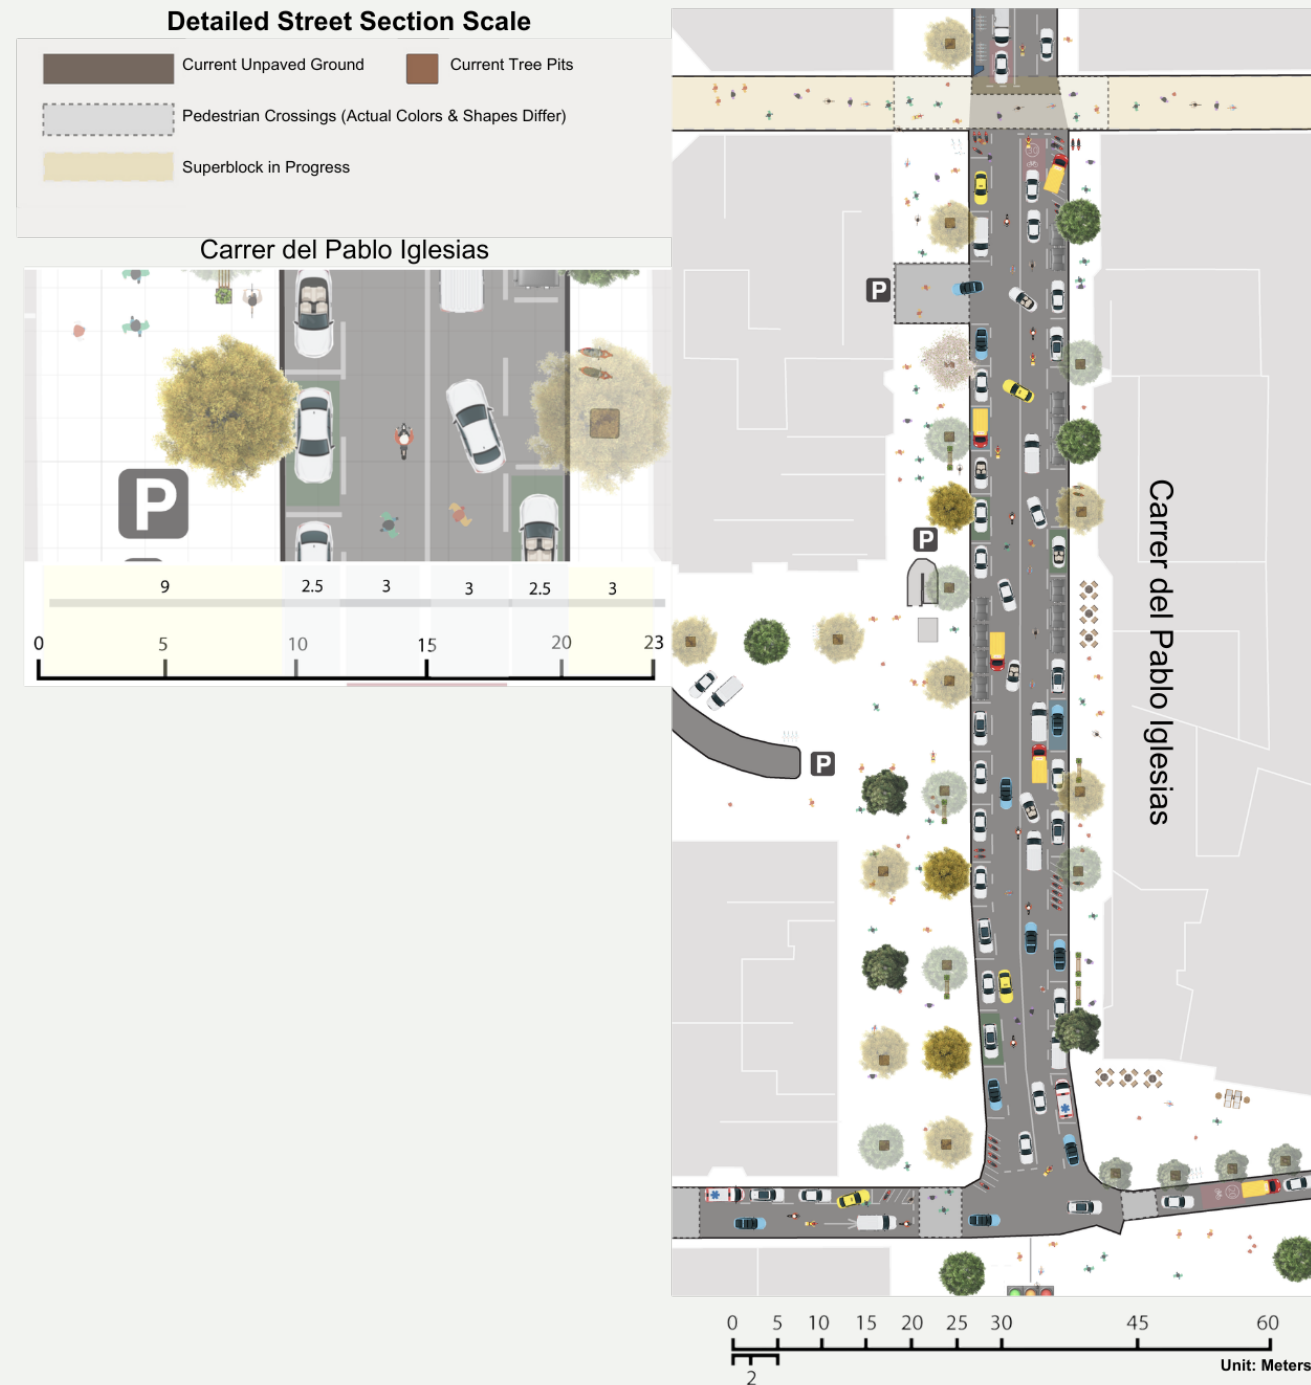 Detailed Street Section Scale
Current Unpaved Ground
Current Tree Pits
Pedestrian Crossings (Actual Colors & Shapes Differ)
Superblock in Progress
Carrer del Pablo Iglesias
P
9 2.5 3 3 2.5 3
0 5 10 15 20 23
P
P
P
Carrer del Pablo Iglesias
0 5 10 15 20 25 30 45 60
2
Unit: Meters